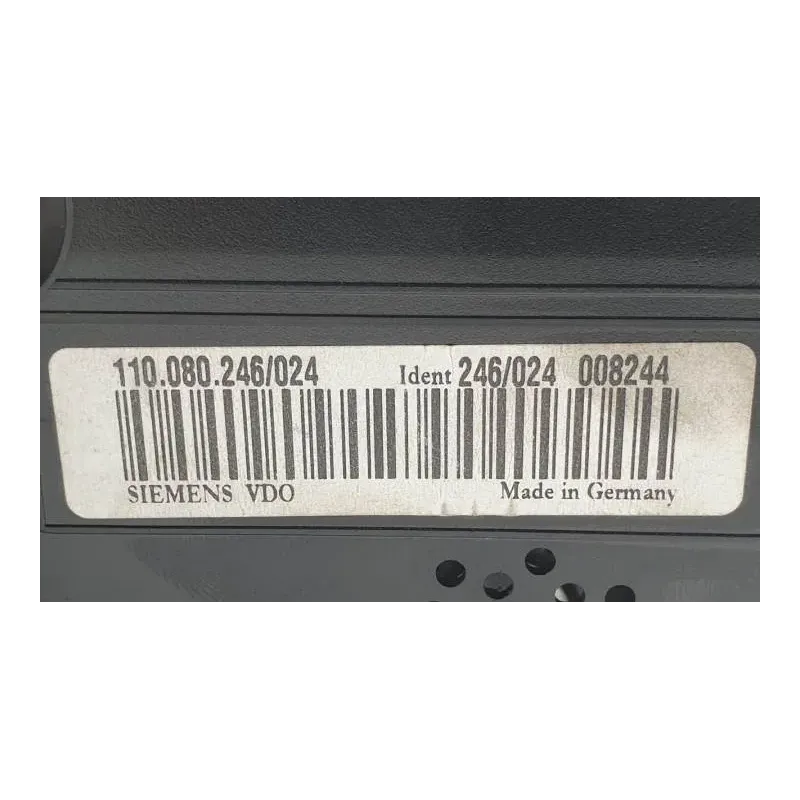 110.080.246/024 Ident 246/024 008244
SIEMENS VDO Made in Germany